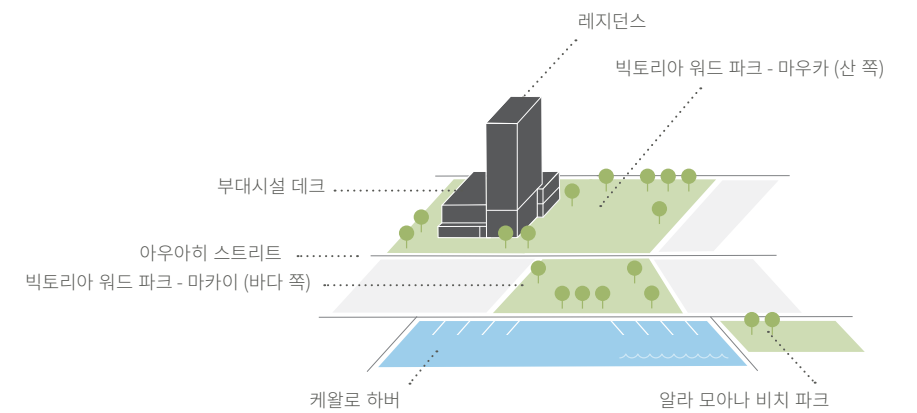 레지던스
빅토리아 워드 파크 - 마우카 (산 쪽)
부대시설 데크
아우아히 스트리트
빅토리아 워드 파크 - 마카이 (바다 쪽)
케왈로 하버
알라 모아나 비치 파크